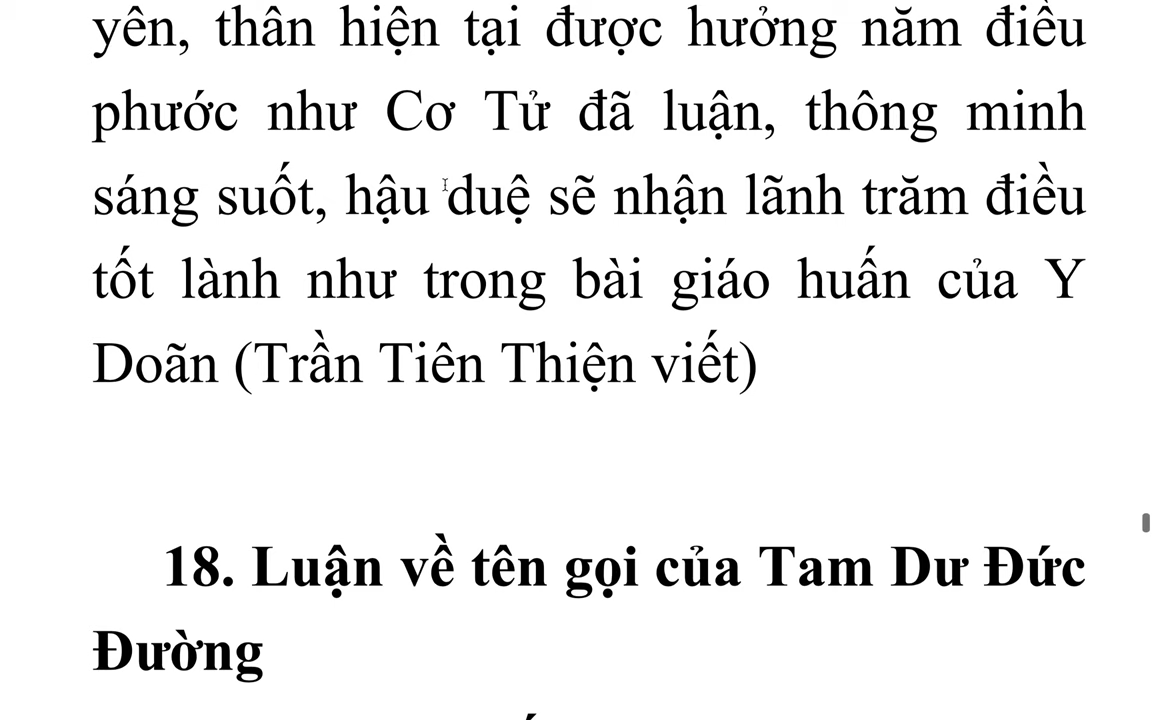 yên, thân hiện tại được hưởng năm điều
phước như Cơ Tử đã luận, thông minh
sáng suốt, hậu duệ sẽ nhận lãnh trăm điều
tốt lành như trong bài giáo huấn của Y
Doãn (Trần Tiên Thiện viết)
18. Luận về tên gọi của Tam Dư Đức
Đường